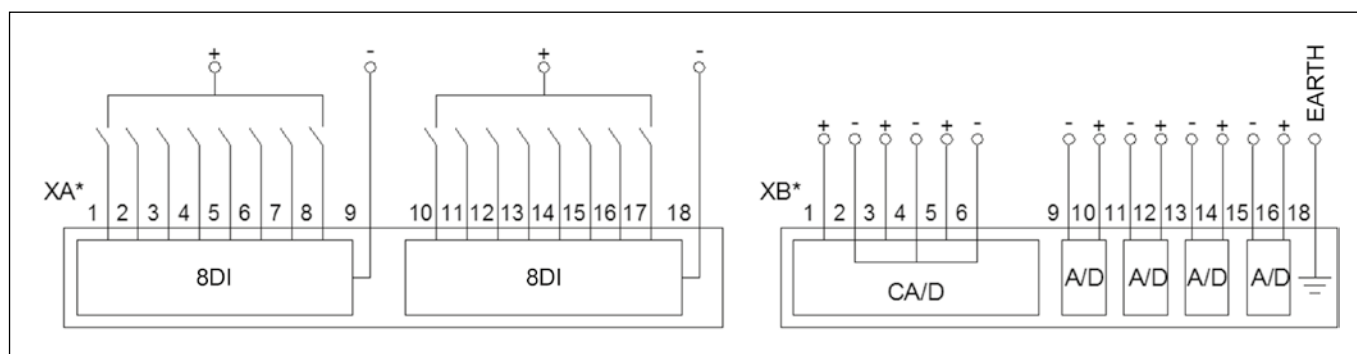 + - + -
EARTH
+ - + - + - - + - + - + - +
XA* XB*
1 2 3 4 5 6 7 8 9 10 11 12 13 14 15 16 17 18 1 2 3 4 5 6 9 10 11 12 13 14 15 16 18
8DI 8DI CA/D A/D A/D A/D A/D